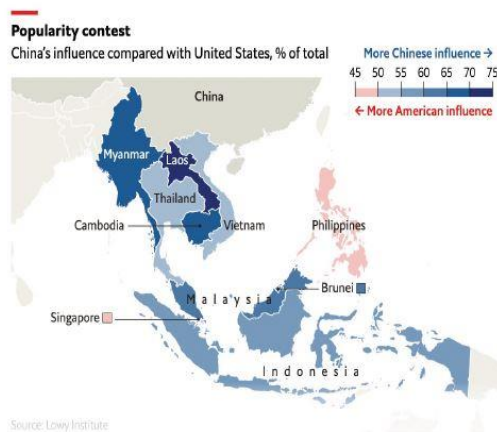 Popularity contest
China's influence compared with United States, % of total
More Chinese influence →
45 50 55 60 65 70 75
← More American influence
China
Myanmar
Laos
Thailand
Cambodia
Vietnam
Philippines
Malaysia
Brunei
Singapore
Indonesia
Source: Lowy Institute